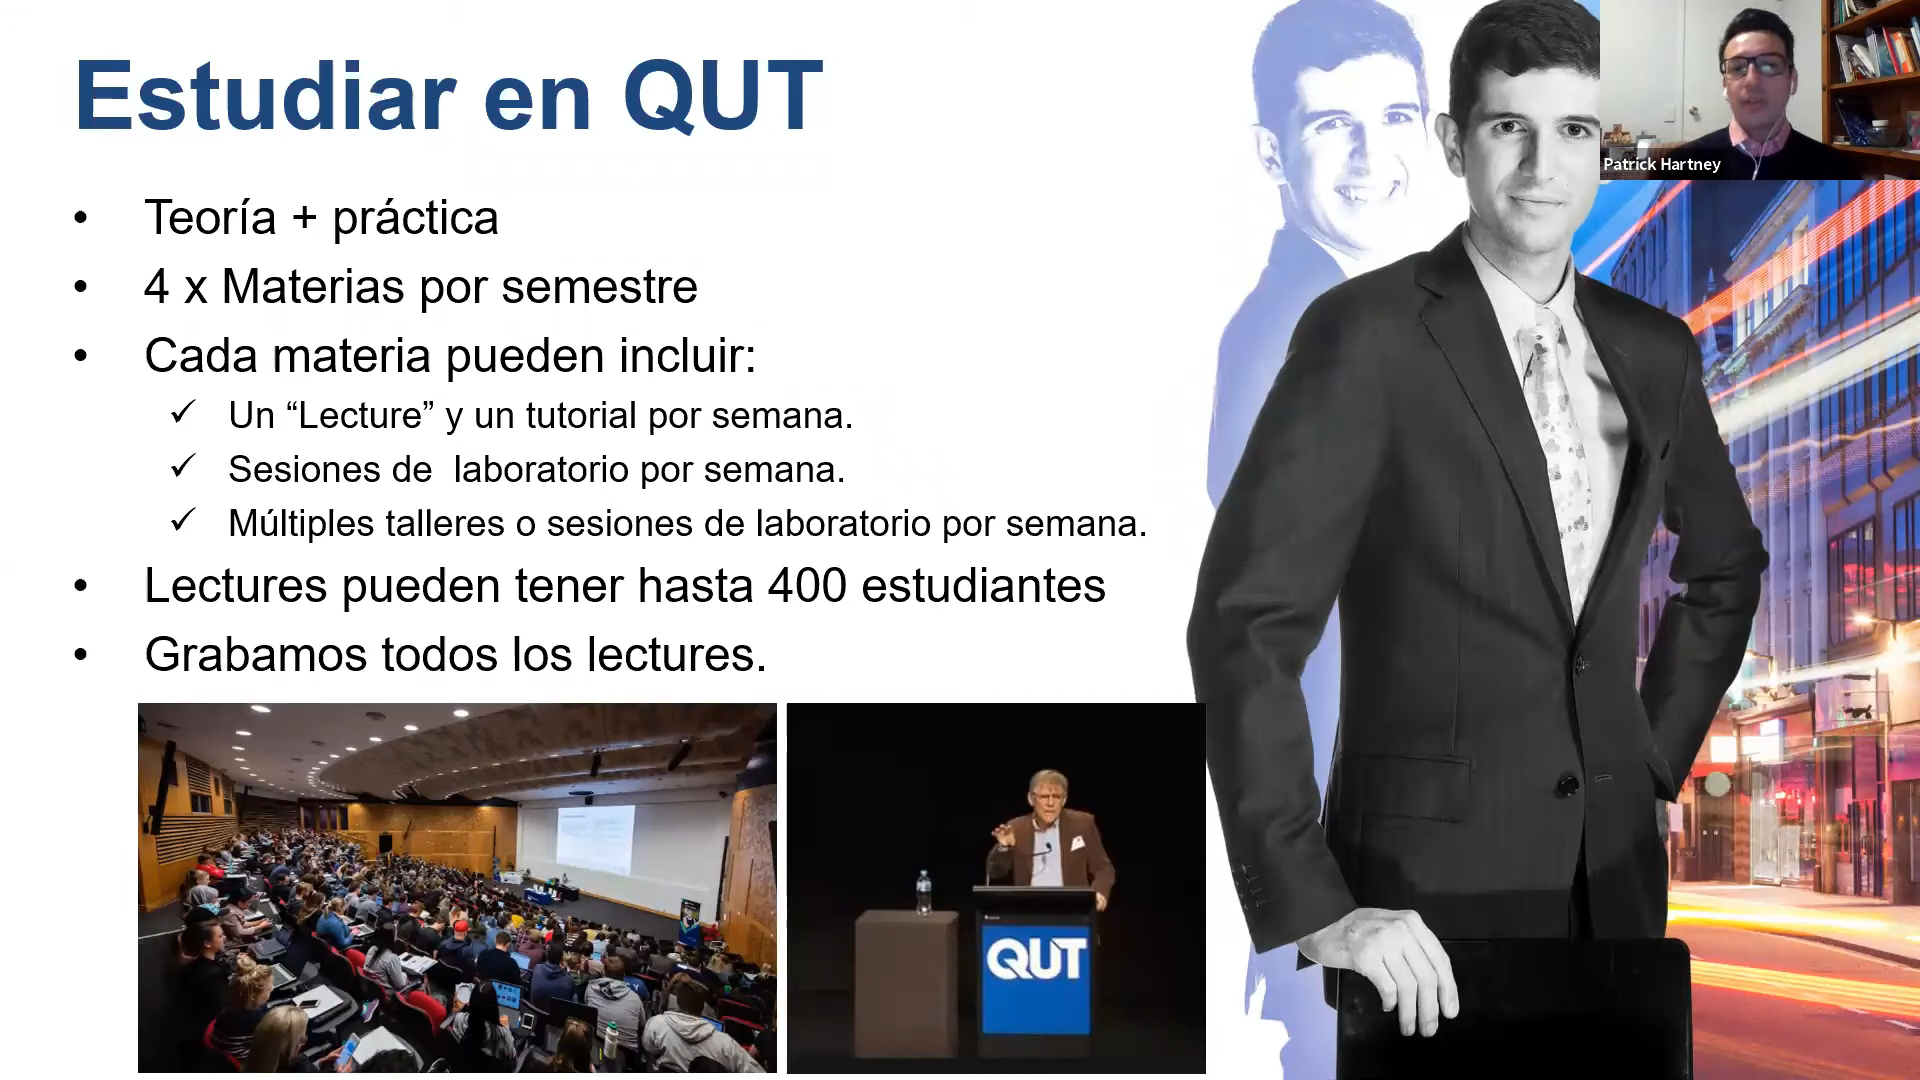 Estudiar en QUT
Patrick Hartney
• Teoría + práctica
• 4 x Materias por semestre
• Cada materia pueden incluir:
✓ Un “Lecture” y un tutorial por semana.
✓ Sesiones de  laboratorio por semana.
✓ Múltiples talleres o sesiones de laboratorio por semana.
• Lectures pueden tener hasta 400 estudiantes
• Grabamos todos los lectures.
QUT